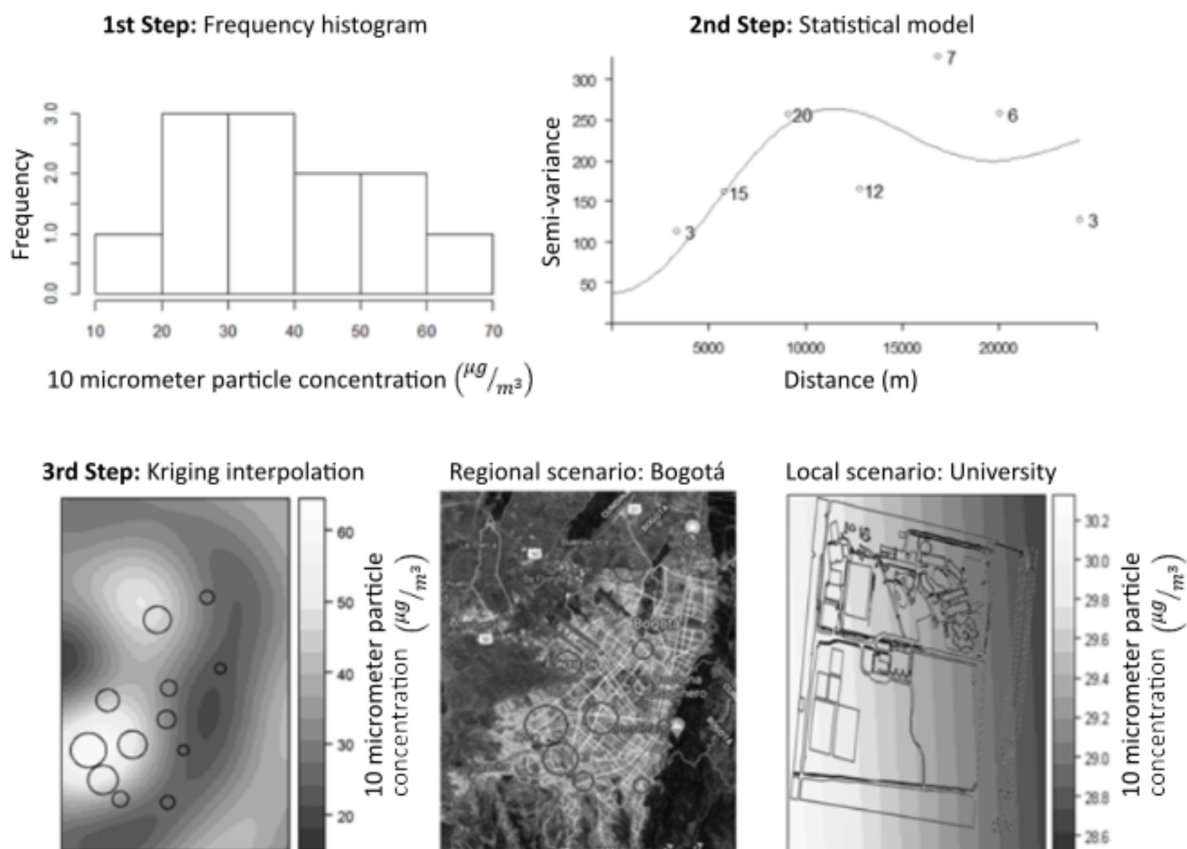 1st Step: Frequency histogram
Frequency
0.0 1.0 2.0 3.0
10 20 30 40 50 60 70
10 micrometer particle concentration (μg/m³)
2nd Step: Statistical model
Semi-variance
300
250
200
150
100
50
7
20
6
15
12
3
3
5000 10000 15000 20000
Distance (m)
3rd Step: Kriging interpolation
60
50
40
30
20
10 micrometer particle
concentration (μg/m³)
Regional scenario: Bogotá
Bogotá
Local scenario: University
30.2
30.0
29.8
29.6
29.4
29.2
29.0
28.8
28.6
10 micrometer particle
concentration (μg/m³)